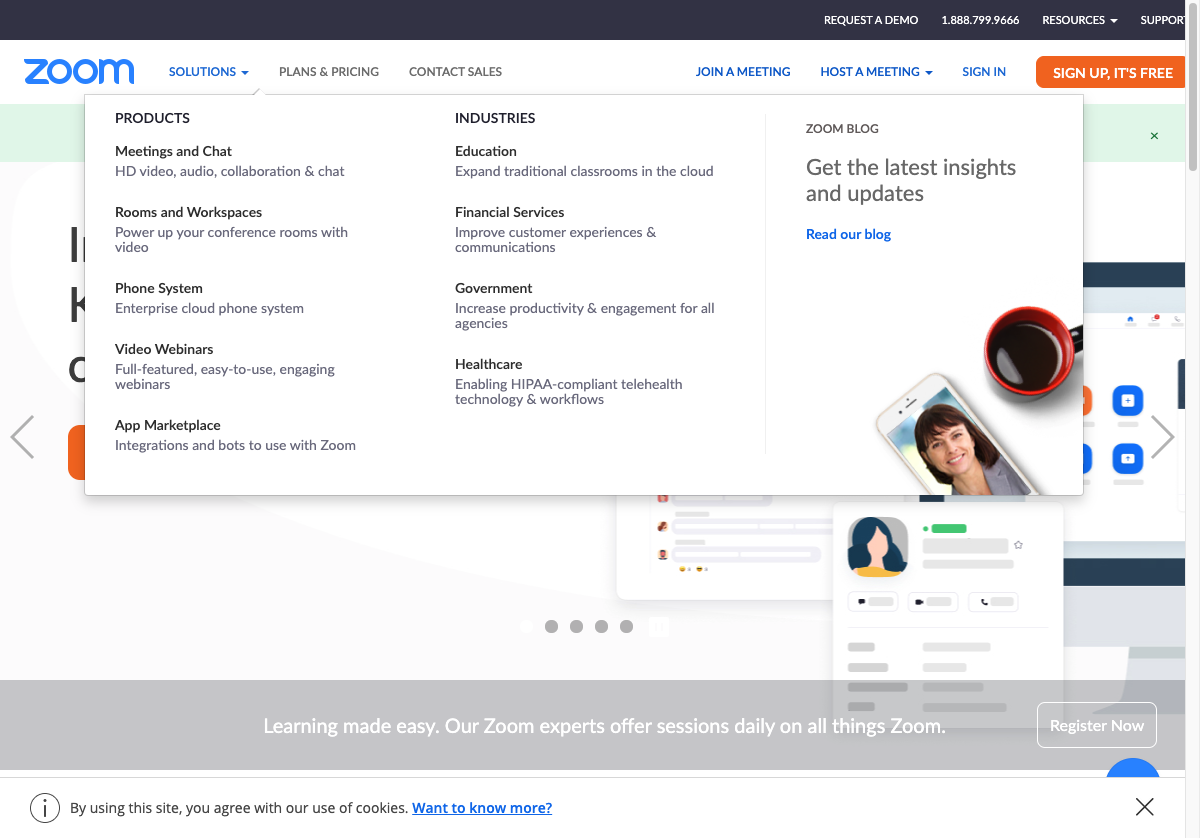 REQUEST A DEMO 1.888.799.9666 RESOURCES
zoom SOLUTIONS PLANS & PRICING CONTACT SALES JOIN A MEETING HOST A MEETING SIGN IN SIGN UP, IT'S FREE
PRODUCTS
Meetings and Chat
HD video, audio, collaboration & chat
Rooms and Workspaces
Power up your conference rooms with
video
Phone System
Enterprise cloud phone system
Video Webinars
Full-featured, easy-to-use, engaging
webinars
App Marketplace
Integrations and bots to use with Zoom
INDUSTRIES
Education
Expand traditional classrooms in the cloud
Financial Services
Improve customer experiences &
communications
Government
Increase productivity & engagement for all
agencies
Healthcare
Enabling HIPAA-compliant telehealth
technology & workflows
ZOOM BLOG
Get the latest insights
and updates
Read our blog
Learning made easy. Our Zoom experts offer sessions daily on all things Zoom. Register Now
By using this site, you agree with our use of cookies. Want to know more?